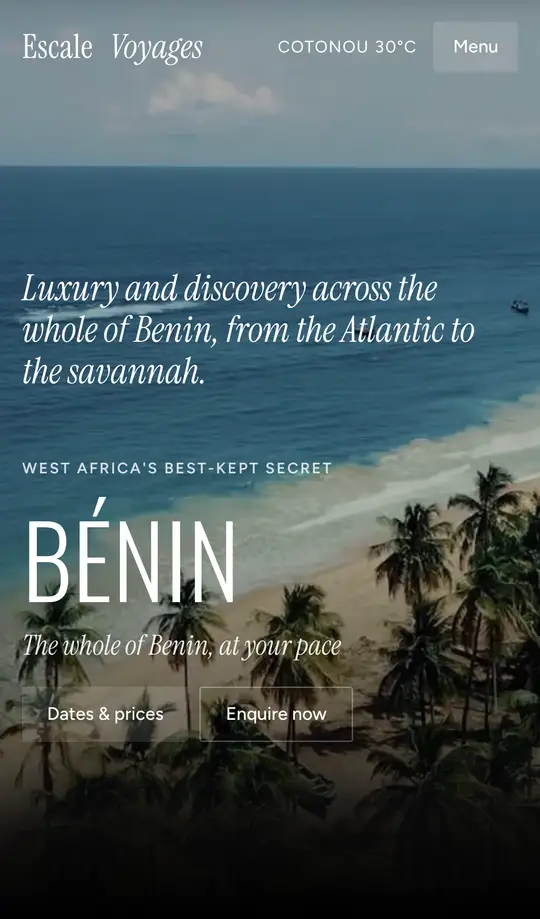 Escale Voyages
COTONOU 30°C
Menu
Luxury and discovery across the
whole of Benin, from the Atlantic to
the savannah.
WEST AFRICA'S BEST-KEPT SECRET
BÉNIN
The whole of Benin, at your pace
Dates & prices
Enquire now